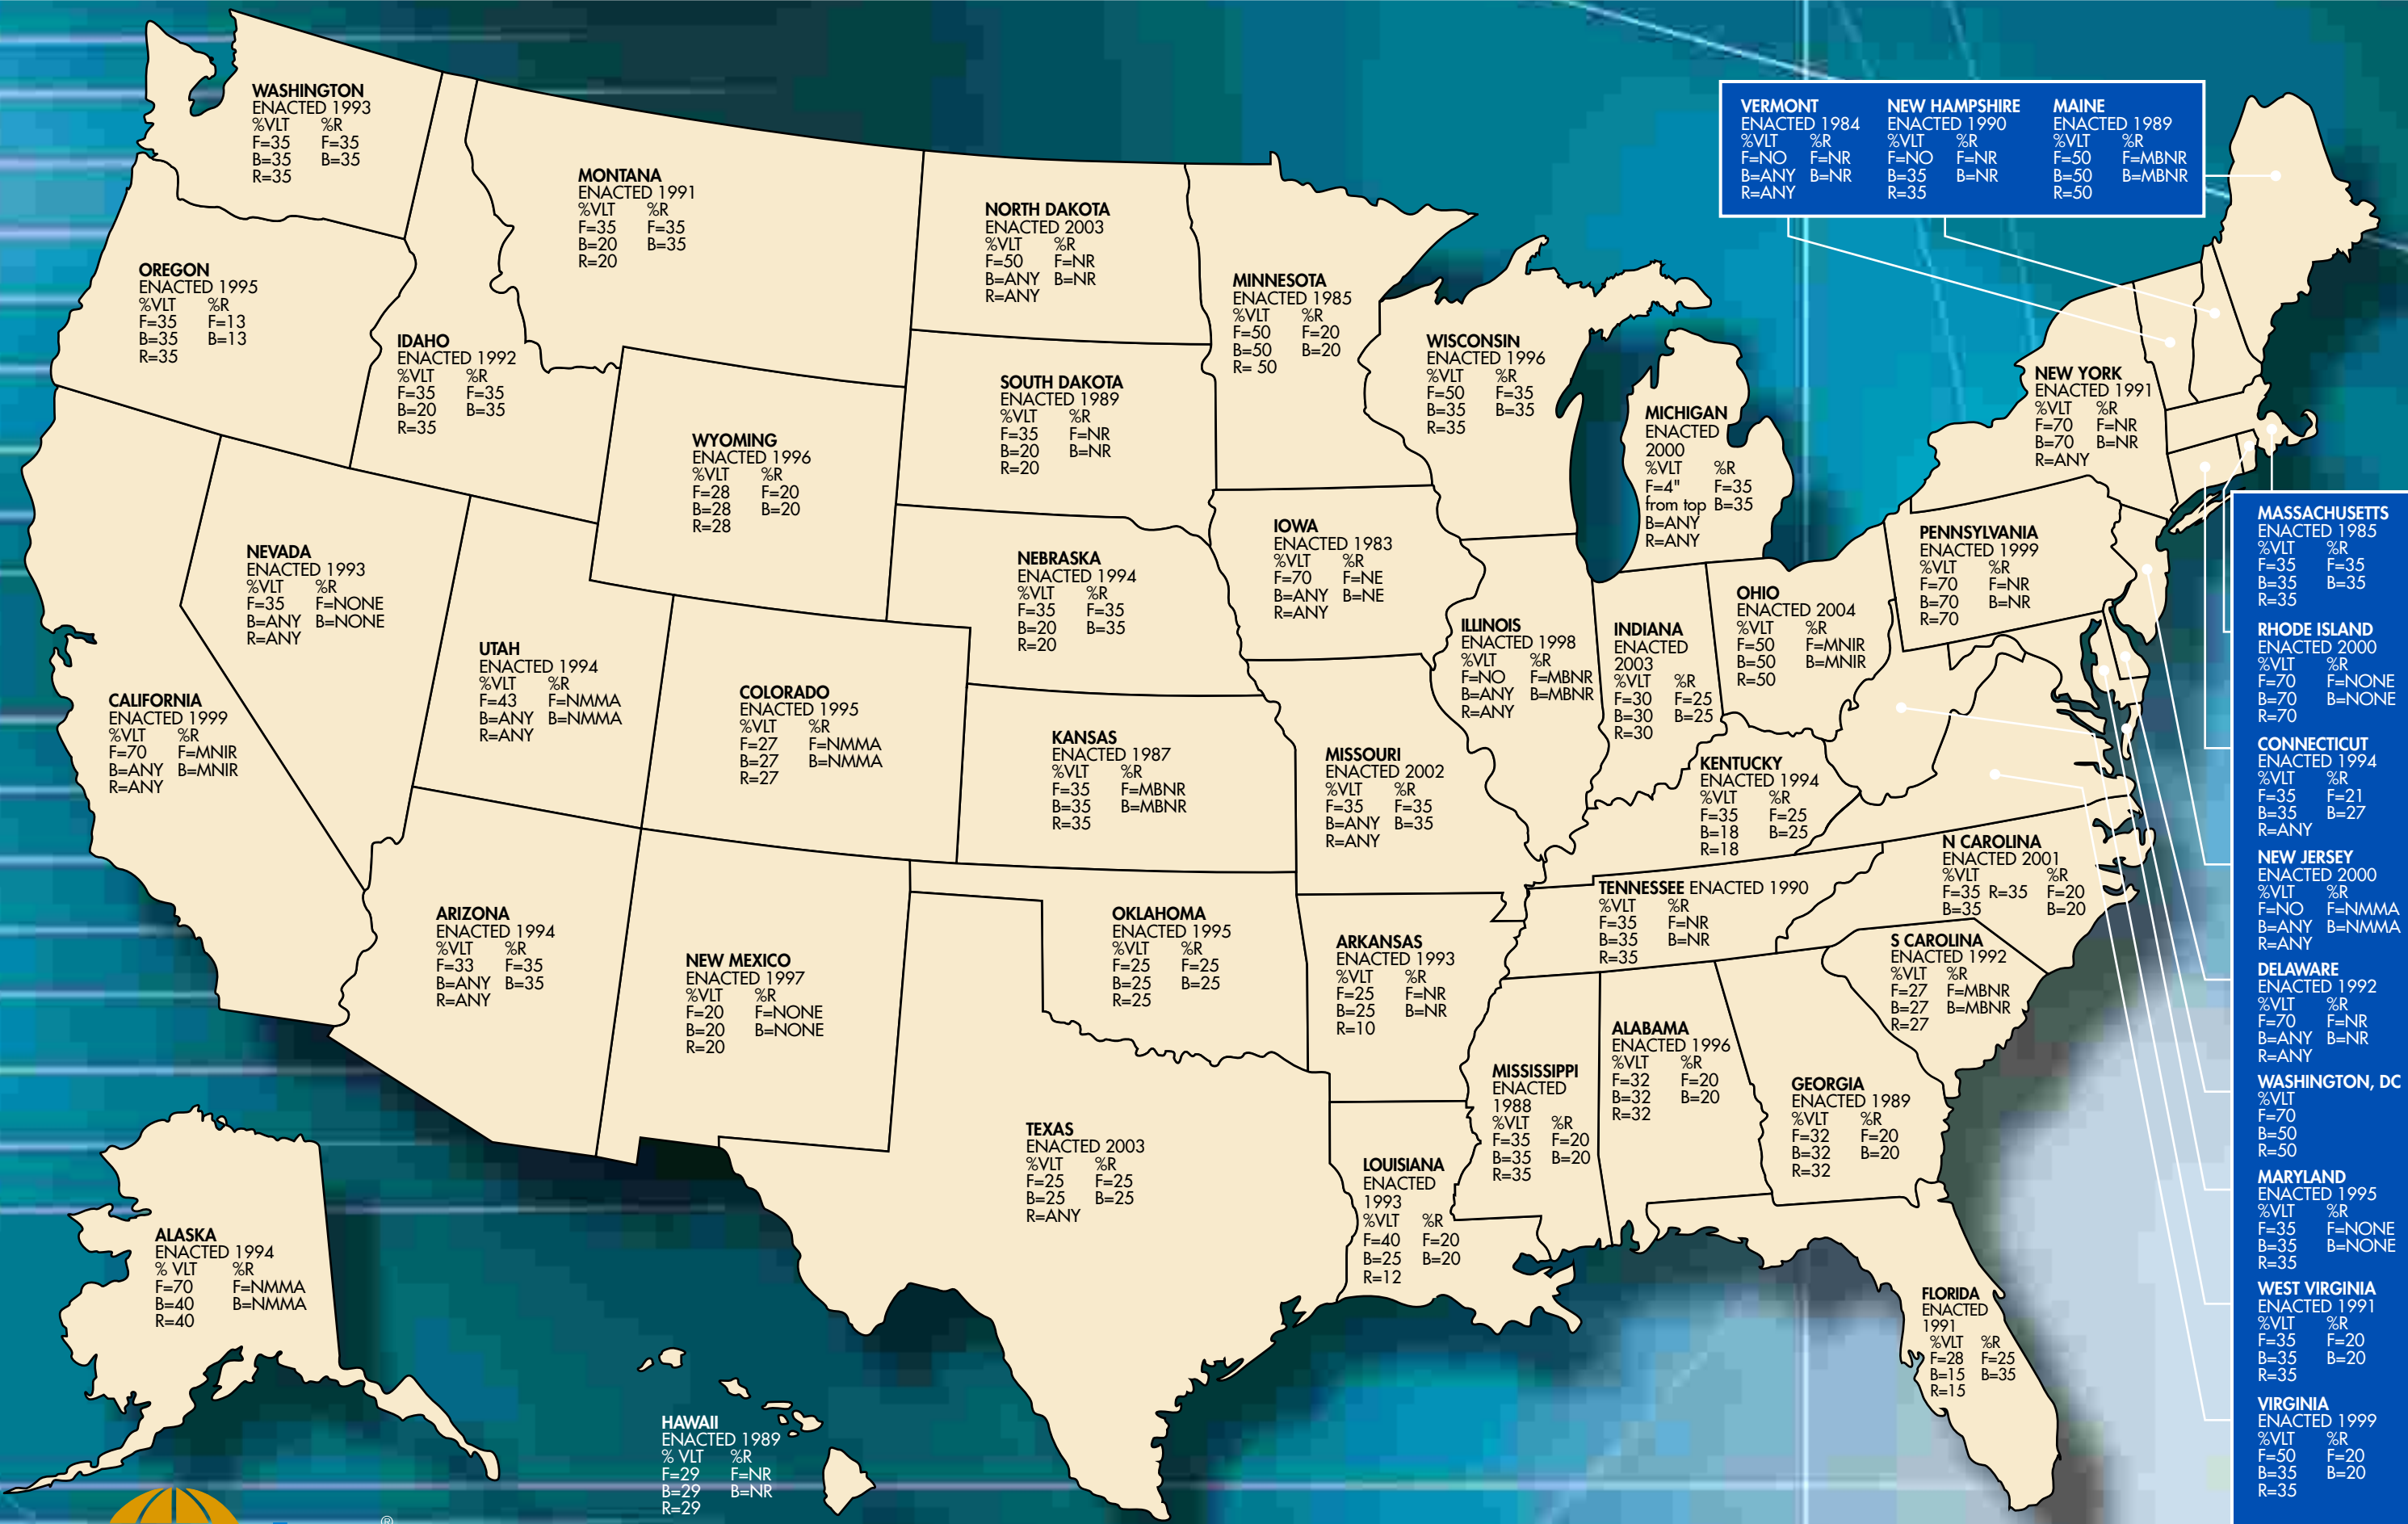 WASHINGTON
ENACTED 1993
%VLT %R
F=35 F=35
B=35 B=35
R=35
OREGON
ENACTED 1995
%VLT %R
F=35 F=13
B=35 B=13
R=35
IDAHO
ENACTED 1992
%VLT %R
F=35 F=35
B=20 B=35
R=35
MONTANA
ENACTED 1991
%VLT %R
F=35 F=35
B=20 B=35
R=20
NORTH DAKOTA
ENACTED 2003
%VLT %R
F=50 F=NR
B=ANY B=NR
R=ANY
MINNESOTA
ENACTED 1985
%VLT %R
F=50 F=20
B=50 B=20
R= 50
WISCONSIN
ENACTED 1996
%VLT %R
F=50 F=35
B=35 B=35
R=35
MICHIGAN
ENACTED
2000
%VLT %R
F=4" F=35
from top B=35
B=ANY
R=ANY
VERMONT
ENACTED 1984
%VLT %R
F=NO F=NR
B=ANY B=NR
R=ANY
NEW HAMPSHIRE
ENACTED 1990
%VLT %R
F=NO F=NR
B=35 B=NR
R=35
MAINE
ENACTED 1989
%VLT %R
F=50 F=MBNR
B=50 B=MBNR
R=50
NEW YORK
ENACTED 1991
%VLT %R
F=70 F=NR
B=70 B=NR
R=ANY
SOUTH DAKOTA
ENACTED 1989
%VLT %R
F=35 F=NR
B=20 B=NR
R=20
WYOMING
ENACTED 1996
%VLT %R
F=28 F=20
B=28 B=20
R=28
NEVADA
ENACTED 1993
%VLT %R
F=35 F=NONE
B=ANY B=NONE
R=ANY
UTAH
ENACTED 1994
%VLT %R
F=43 F=NMMA
B=ANY B=NMMA
R=ANY
CALIFORNIA
ENACTED 1999
%VLT %R
F=70 F=MNIR
B=ANY B=MNIR
R=ANY
COLORADO
ENACTED 1995
%VLT %R
F=27 F=NMMA
B=27 B=NMMA
R=27
NEBRASKA
ENACTED 1994
%VLT %R
F=35 F=35
B=20 B=35
R=20
IOWA
ENACTED 1983
%VLT %R
F=70 F=NE
B=ANY B=NE
R=ANY
KANSAS
ENACTED 1987
%VLT %R
F=35 F=MBNR
B=35 B=MBNR
R=35
MISSOURI
ENACTED 2002
%VLT %R
F=35 F=35
B=ANY B=35
R=ANY
ILLINOIS
ENACTED 1998
%VLT %R
F=NO F=MBNR
B=ANY B=MBNR
R=ANY
INDIANA
ENACTED
2003
%VLT %R
F=30 F=25
B=30 B=25
R=30
OHIO
ENACTED 2004
%VLT %R
F=50 F=MNIR
B=50 B=MNIR
R=50
PENNSYLVANIA
ENACTED 1999
%VLT %R
F=70 F=NR
B=70 B=NR
R=70
KENTUCKY
ENACTED 1994
%VLT %R
F=35 F=25
B=18 B=25
R=18
TENNESSEE ENACTED 1990
%VLT %R
F=35 F=NR
B=35 B=NR
R=35
N CAROLINA
ENACTED 2001
%VLT %R
F=35 R=35 F=20
B=35 B=20
S CAROLINA
ENACTED 1992
%VLT %R
F=27 F=MBNR
B=27 B=MBNR
R=27
ARIZONA
ENACTED 1994
%VLT %R
F=33 F=35
B=ANY B=35
R=ANY
NEW MEXICO
ENACTED 1997
%VLT %R
F=20 F=NONE
B=20 B=NONE
R=20
OKLAHOMA
ENACTED 1995
%VLT %R
F=25 F=25
B=25 B=25
R=25
ARKANSAS
ENACTED 1993
%VLT %R
F=25 F=NR
B=25 B=NR
R=10
TEXAS
ENACTED 2003
%VLT %R
F=25 F=25
B=25 B=25
R=ANY
LOUISIANA
ENACTED
1993
%VLT %R
F=40 F=20
B=25 B=20
R=12
MISSISSIPPI
ENACTED
1988
%VLT %R
F=35 F=20
B=35 B=20
R=35
ALABAMA
ENACTED 1996
%VLT %R
F=32 F=20
B=32 B=20
R=32
GEORGIA
ENACTED 1989
%VLT %R
F=32 F=20
B=32 B=20
R=32
FLORIDA
ENACTED
1991
%VLT %R
F=28 F=25
B=15 B=35
R=15
ALASKA
ENACTED 1994
% VLT %R
F=70 F=NMMA
B=40 B=NMMA
R=40
HAWAII
ENACTED 1989
% VLT %R
F=29 F=NR
B=29 B=NR
R=29
MASSACHUSETTS
ENACTED 1985
%VLT %R
F=35 F=35
B=35 B=35
R=35
RHODE ISLAND
ENACTED 2000
%VLT %R
F=70 F=NONE
B=70 B=NONE
R=70
CONNECTICUT
ENACTED 1994
%VLT %R
F=35 F=21
B=35 B=27
R=ANY
NEW JERSEY
ENACTED 2000
%VLT %R
F=NO F=NMMA
B=ANY B=NMMA
R=ANY
DELAWARE
ENACTED 1992
%VLT %R
F=70 F=NR
B=ANY B=NR
R=ANY
WASHINGTON, DC
%VLT
F=70
B=50
R=50
MARYLAND
ENACTED 1995
%VLT %R
F=35 F=NONE
B=35 B=NONE
R=35
WEST VIRGINIA
ENACTED 1991
%VLT %R
F=35 F=20
B=35 B=20
R=35
VIRGINIA
ENACTED 1999
%VLT %R
F=50 F=20
B=35 B=20
R=35
®